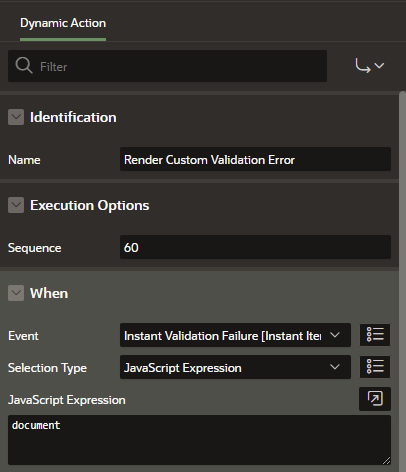 Dynamic Action
Filter
Identification
Name Render Custom Validation Error
Execution Options
Sequence 60
When
Event Instant Validation Failure [Instant Iter
Selection Type JavaScript Expression
JavaScript Expression
document